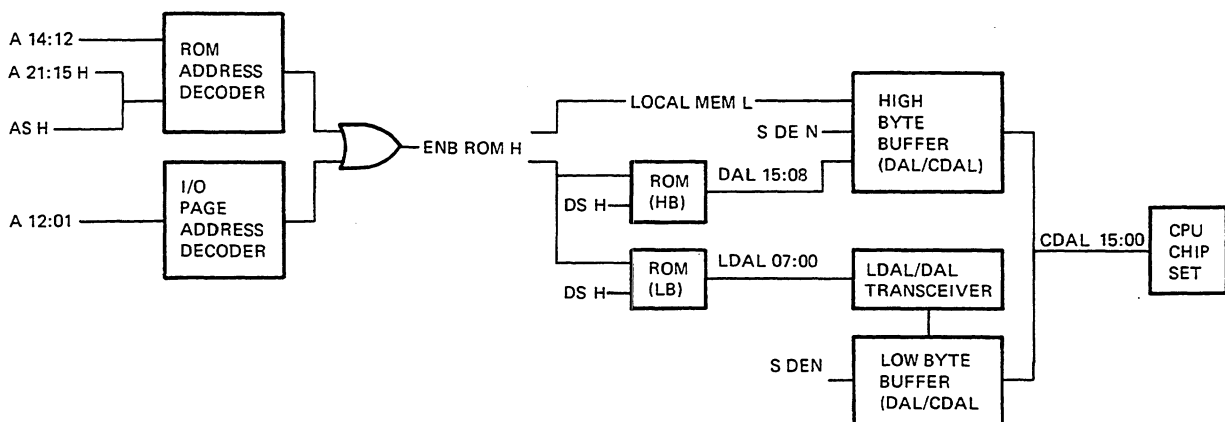 A 14:12
A 21:15 H
AS H
ROM
ADDRESS
DECODER
A 12:01
I/O
PAGE
ADDRESS
DECODER
ENB ROM H
LOCAL MEM L
S DE N
HIGH
BYTE
BUFFER
(DAL/CDAL)
DS H
ROM
(HB)
DAL 15:08
DS H
ROM
(LB)
LDAL 07:00
LDAL/DAL
TRANSCEIVER
S DEN
LOW BYTE
BUFFER
(DAL/CDAL
CDAL 15:00
CPU
CHIP
SET